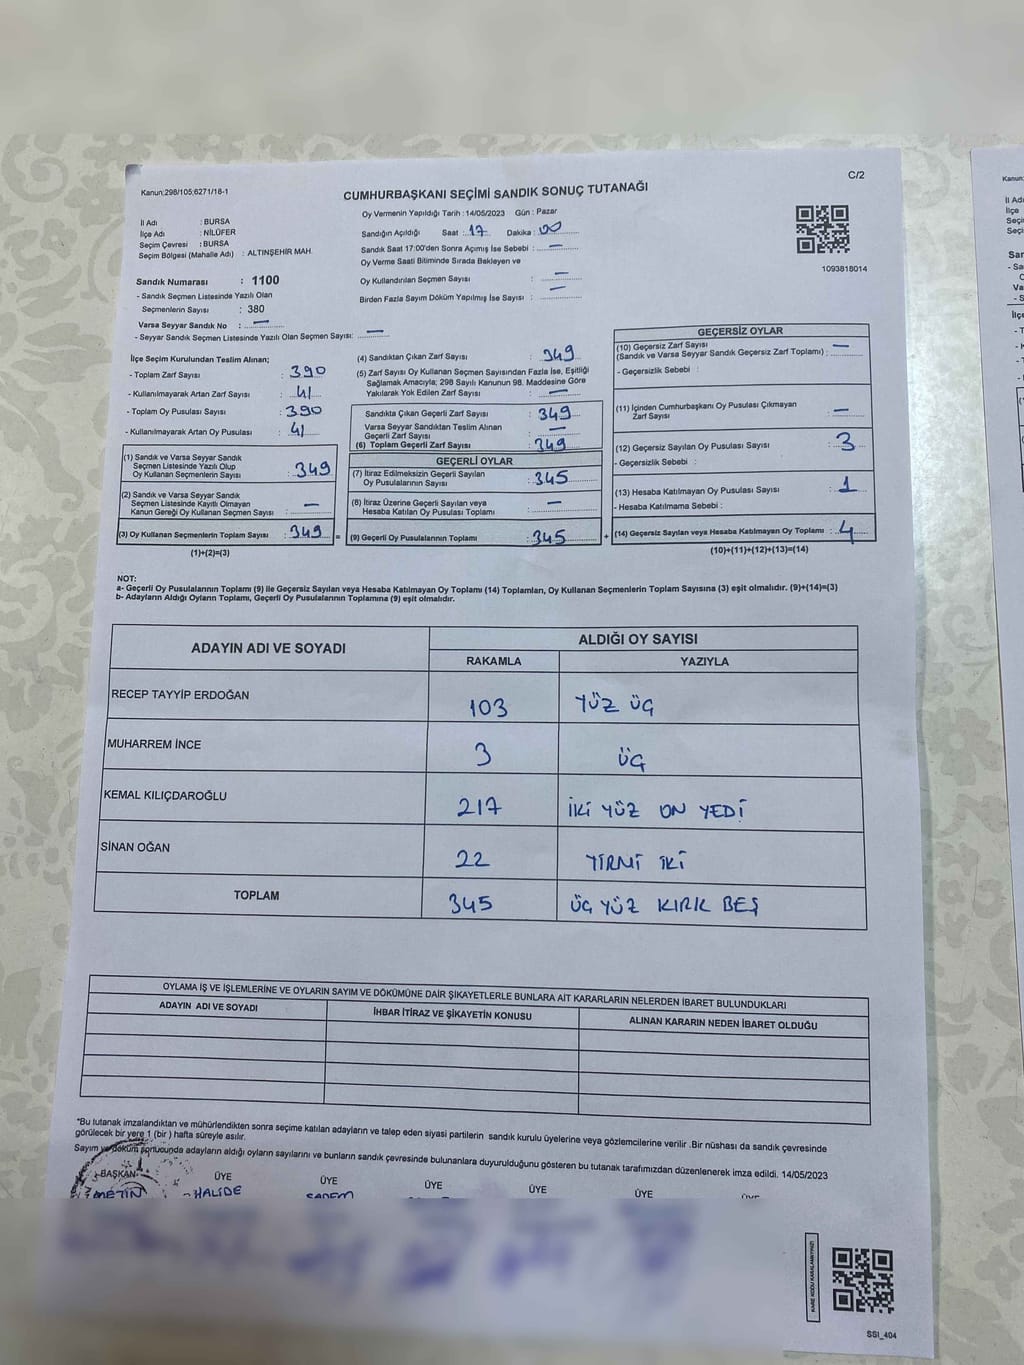 C/2
Kanun:298/105;6271/16-1
CUMHURBAŞKANI SEÇİMİ SANDIK SONUÇ TUTANAĞI
İl Adı : BURSA
İlçe Adı : NİLÜFER
Seçim Çevresi : BURSA
Seçim Bölgesi (Mahalle Adı) : ALTINŞEHİR MAH.
Oy Vermenin Yapıldığı Tarih : 14/05/2023 Gün : Pazar
Sandığın Açıldığı Saat : 17 Dakika : 00
Sandık Saat 17:00'den Sonra Açımış İse Sebebi : —
Oy Verme Saati Bitiminde Sırada Bekleyen ve
Oy Kullandırılan Seçmen Sayısı : —
Birden Fazla Sayım Döküm Yapılmış İse Sayısı : —
1093818014
Sandık Numarası : 1100
- Sandık Seçmen Listesinde Yazılı Olan
Seçmenlerin Sayısı : 380
Varsa Seyyar Sandık No : —
- Seyyar Sandık Seçmen Listesinde Yazılı Olan Seçmen Sayısı: —
İlçe Seçim Kurulundan Teslim Alınan;
- Toplam Zarf Sayısı : 390
- Kullanılmayarak Artan Zarf Sayısı : 41
- Toplam Oy Pusulası Sayısı : 390
- Kullanılmayarak Artan Oy Pusulası : 41
(1) Sandık ve Varsa Seyyar Sandık
Seçmen Listesinde Yazılı Olup
Oy Kullanan Seçmenlerin Sayısı : 349
(2) Sandık ve Varsa Seyyar Sandık
Seçmen Listesinde Kayıtlı Olmayan
Kanun Gereği Oy Kullanan Seçmen Sayısı : —
(3) Oy Kullanan Seçmenlerin Toplam Sayısı : 349 =
(1)+(2)=(3)
(4) Sandıktan Çıkan Zarf Sayısı : 349
(5) Zarf Sayısı Oy Kullanan Seçmen Sayısından Fazla İse, Eşitliği
Sağlamak Amacıyla; 298 Sayılı Kanunun 98. Maddesine Göre
Yakılarak Yok Edilen Zarf Sayısı : —
Sandıkta Çıkan Geçerli Zarf Sayısı : 349
Varsa Seyyar Sandıktan Teslim Alınan
Geçerli Zarf Sayısı : —
(6) Toplam Geçerli Zarf Sayısı : 349
GEÇERLİ OYLAR
(7) İtiraz Edilmeksizin Geçerli Sayılan
Oy Pusulalarının Sayısı : 345
(8) İtiraz Üzerine Geçerli Sayılan veya
Hesaba Katılan Oy Pusulası Toplamı : —
(9) Geçerli Oy Pusulalarının Toplamı : 345 +
GEÇERSİZ OYLAR
(10) Geçersiz Zarf Sayısı
(Sandık ve Varsa Seyyar Sandık Geçersiz Zarf Toplamı) : —
- Geçersizlik Sebebi :
(11) İçinden Cumhurbaşkanı Oy Pusulası Çıkmayan
Zarf Sayısı : —
(12) Geçersiz Sayılan Oy Pusulası Sayısı : 3
- Geçersizlik Sebebi :
(13) Hesaba Katılmayan Oy Pusulası Sayısı : 1
- Hesaba Katılmama Sebebi :
(14) Geçersiz Sayılan veya Hesaba Katılmayan Oy Toplamı : 4
(10)+(11)+(12)+(13)=(14)
NOT:
a- Geçerli Oy Pusulalarının Toplamı (9) ile Geçersiz Sayılan veya Hesaba Katılmayan Oy Toplamı (14) Toplamları, Oy Kullanan Seçmenlerin Toplam Sayısına (3) eşit olmalıdır. (9)+(14)=(3)
b- Adayların Aldığı Oyların Toplamı, Geçerli Oy Pusulalarının Toplamına (9) eşit olmalıdır.
ADAYIN ADI VE SOYADI
ALDIĞI OY SAYISI
RAKAMLA YAZIYLA
RECEP TAYYİP ERDOĞAN 103 YÜZ ÜÇ
MUHARREM İNCE 3 ÜÇ
KEMAL KILIÇDAROĞLU 217 İKİ YÜZ ON YEDİ
SİNAN OĞAN 22 YİRMİ İKİ
TOPLAM 345 ÜÇ YÜZ KIRK BEŞ
OYLAMA İŞ VE İŞLEMLERİNE VE OYLARIN SAYIM VE DÖKÜMÜNE DAİR ŞİKAYETLERLE BUNLARA AİT KARARLARIN NELERDEN İBARET BULUNDUKLARI
ADAYIN ADI VE SOYADI İHBAR İTİRAZ VE ŞİKAYETİN KONUSU ALINAN KARARIN NEDEN İBARET OLDUĞU
*Bu tutanak imzalandıktan ve mühürlendikten sonra seçime katılan adayların ve talep eden siyasi partilerin sandık kurulu üyelerine veya gözlemcilerine verilir .Bir nüshası da sandık çevresinde
görülecek bir yere 1 (bir ) hafta süreyle asılır.
Sayım ve döküm sonucunda adayların aldığı oyların sayılarını ve bunların sandık çevresinde bulunanlara duyurulduğunu gösteren bu tutanak tarafımızdan düzenlenerek imza edildi. 14/05/2023
BAŞKAN ÜYE ÜYE ÜYE ÜYE ÜYE
METİN HALİDE
KARE KODU KARALAMAYINIZ!
SSI_404